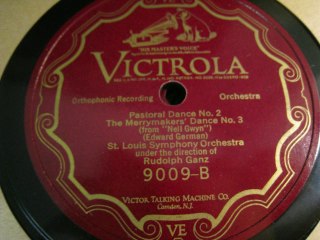 "HIS MASTER'S VOICE"
VICTROLA
Orthophonic Recording Orchestra
Pastoral Dance No. 2
The Merrymakers' Dance No. 3
(from "Nell Gwyn")
(Edward German)
St. Louis Symphony Orchestra
under the direction of
Rudolph Ganz
9009-B
VICTOR TALKING MACHINE CO.
Camden, N.J.
VE